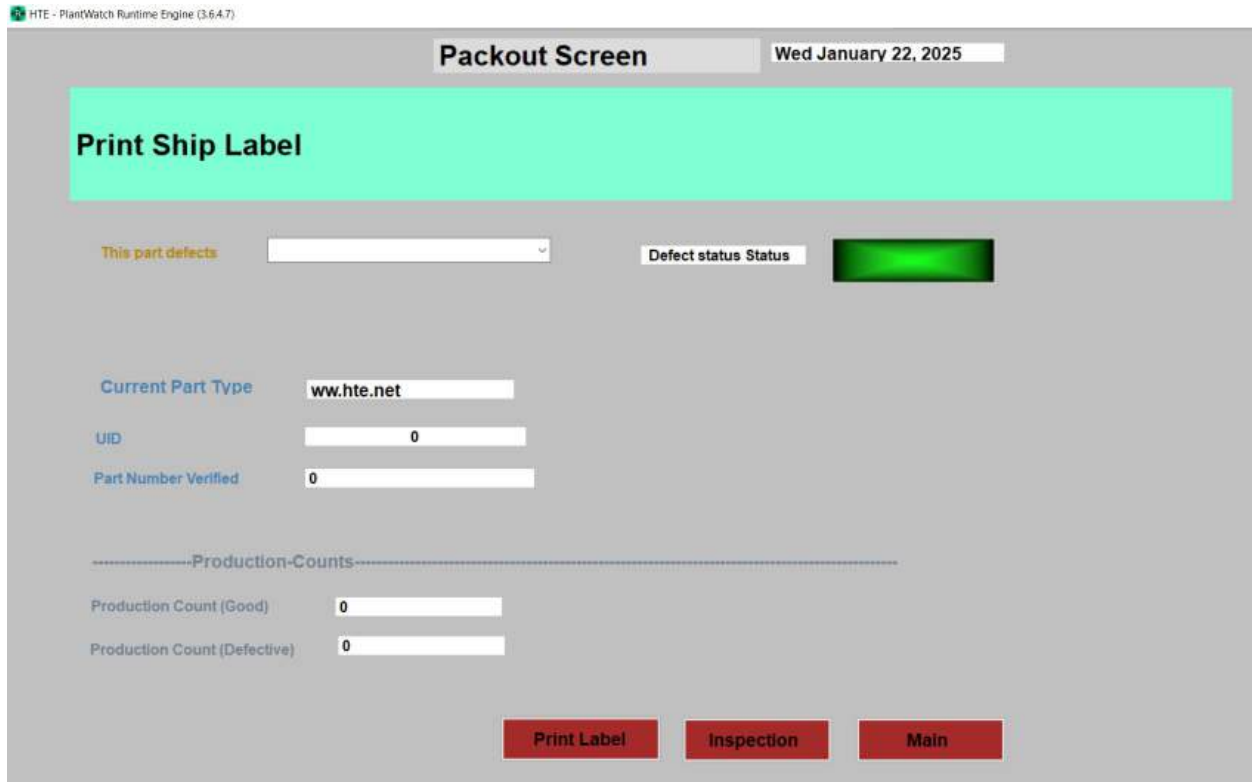 HTE - PlantWatch Runtime Engine (3.6.4.7)
Packout Screen
Wed January 22, 2025
Print Ship Label
This part defects
Defect status Status
Current Part Type
ww.hte.net
UID
0
Part Number Verified
0
------------------Production-Counts----------------------------------------------------------------------------------------------------
Production Count (Good)
0
Production Count (Defective)
0
Print Label
Inspection
Main